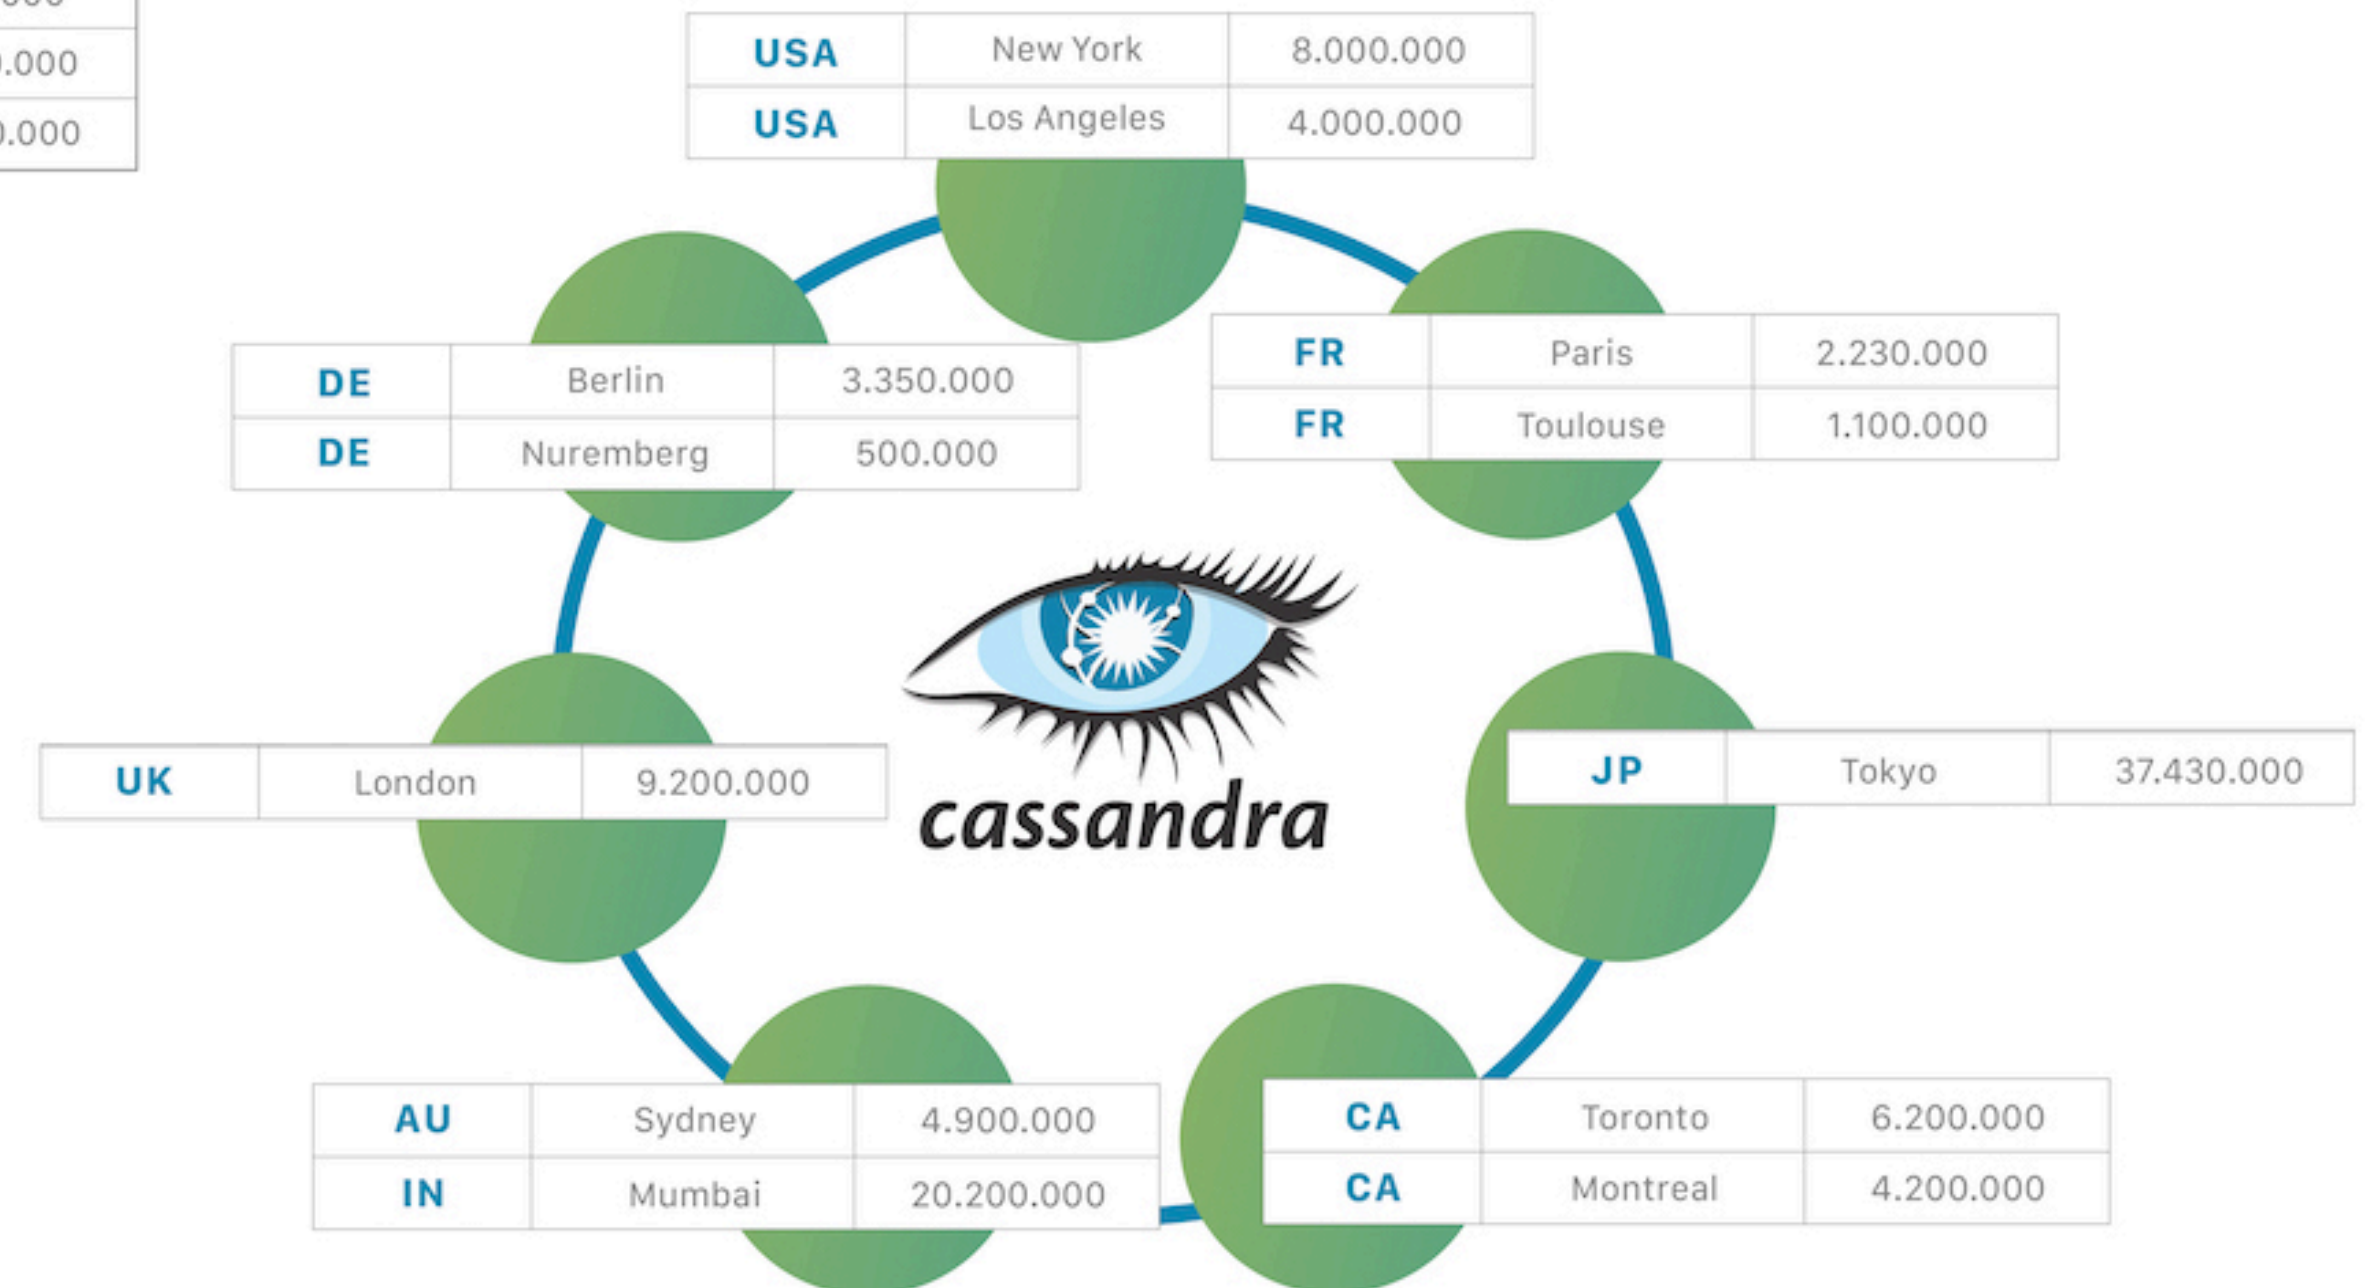 .000
0.000
USA New York 8.000.000
USA Los Angeles 4.000.000
DE Berlin 3.350.000
DE Nuremberg 500.000
FR Paris 2.230.000
FR Toulouse 1.100.000
UK London 9.200.000
cassandra
JP Tokyo 37.430.000
AU Sydney 4.900.000
IN Mumbai 20.200.000
CA Toronto 6.200.000
CA Montreal 4.200.000